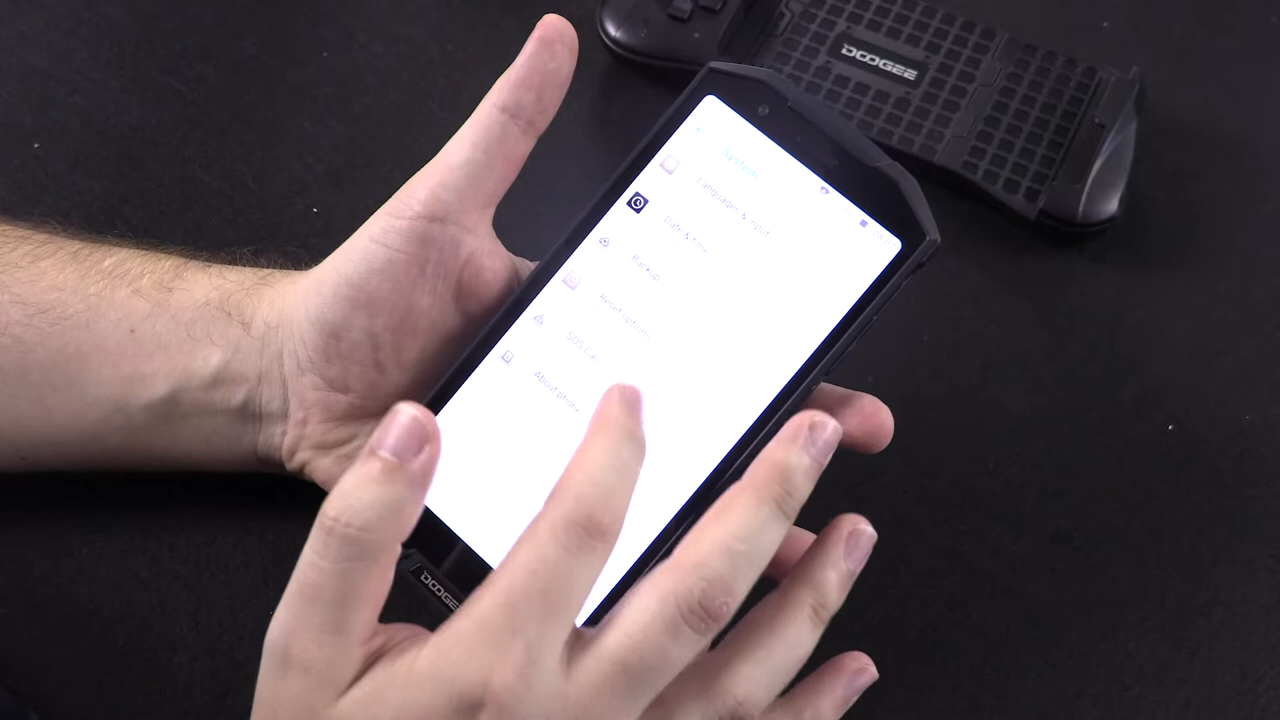 DOOGEE
System
Languages & input
Date & time
Backup
Reset options
SOS Call
About phone
DOOGEE